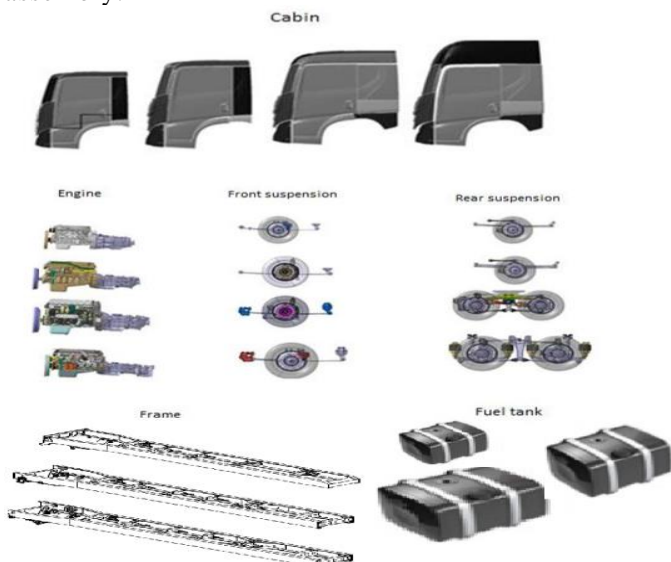 Cabin
Engine
Front suspension
Rear suspension
Frame
Fuel tank